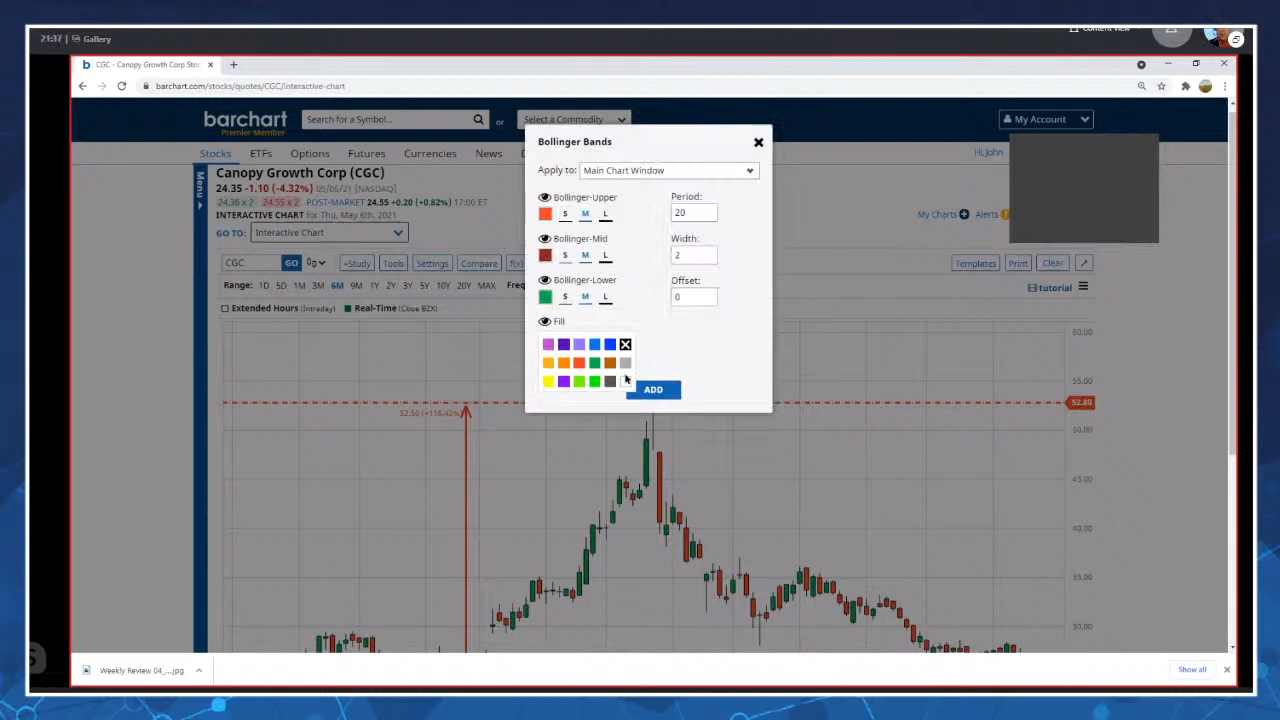 21:37 | Gallery
Content View
b CGC - Canopy Growth Corp Stor × +
barchart.com/stocks/quotes/CGC/interactive-chart
barchart Search for a Symbol... or Select a Commodity My Account
Premier Member
Stocks ETFs Options Futures Currencies News
Hi, John
Menu
Canopy Growth Corp (CGC)
24.35 -1.10 (-4.32%) 05/06/21 [NASDAQ]
24.36 x 2 24.55 x 2 POST-MARKET 24.55 +0.20 (+0.82%) 17:00 ET
INTERACTIVE CHART for Thu, May 6th, 2021
My Charts Alerts
GO TO: Interactive Chart
CGC GO +Study Tools Settings Compare f(x) Templates Print Clear
Range: 1D 5D 1M 3M 6M 9M 1Y 2Y 3Y 5Y 10Y 20Y MAX
tutorial
Extended Hours (Intraday) Real-Time (Cboe BZX)
Bollinger Bands
Apply to: Main Chart Window
Bollinger-Upper Period:
S M L 20
Bollinger-Mid Width:
S M L 2
Bollinger-Lower Offset:
S M L 0
Fill
ADD
60.00
55.00
52.80
52.50 (+116.42%)
50.00
45.00
40.00
35.00
30.00
Weekly Review 04_....jpg
Show all